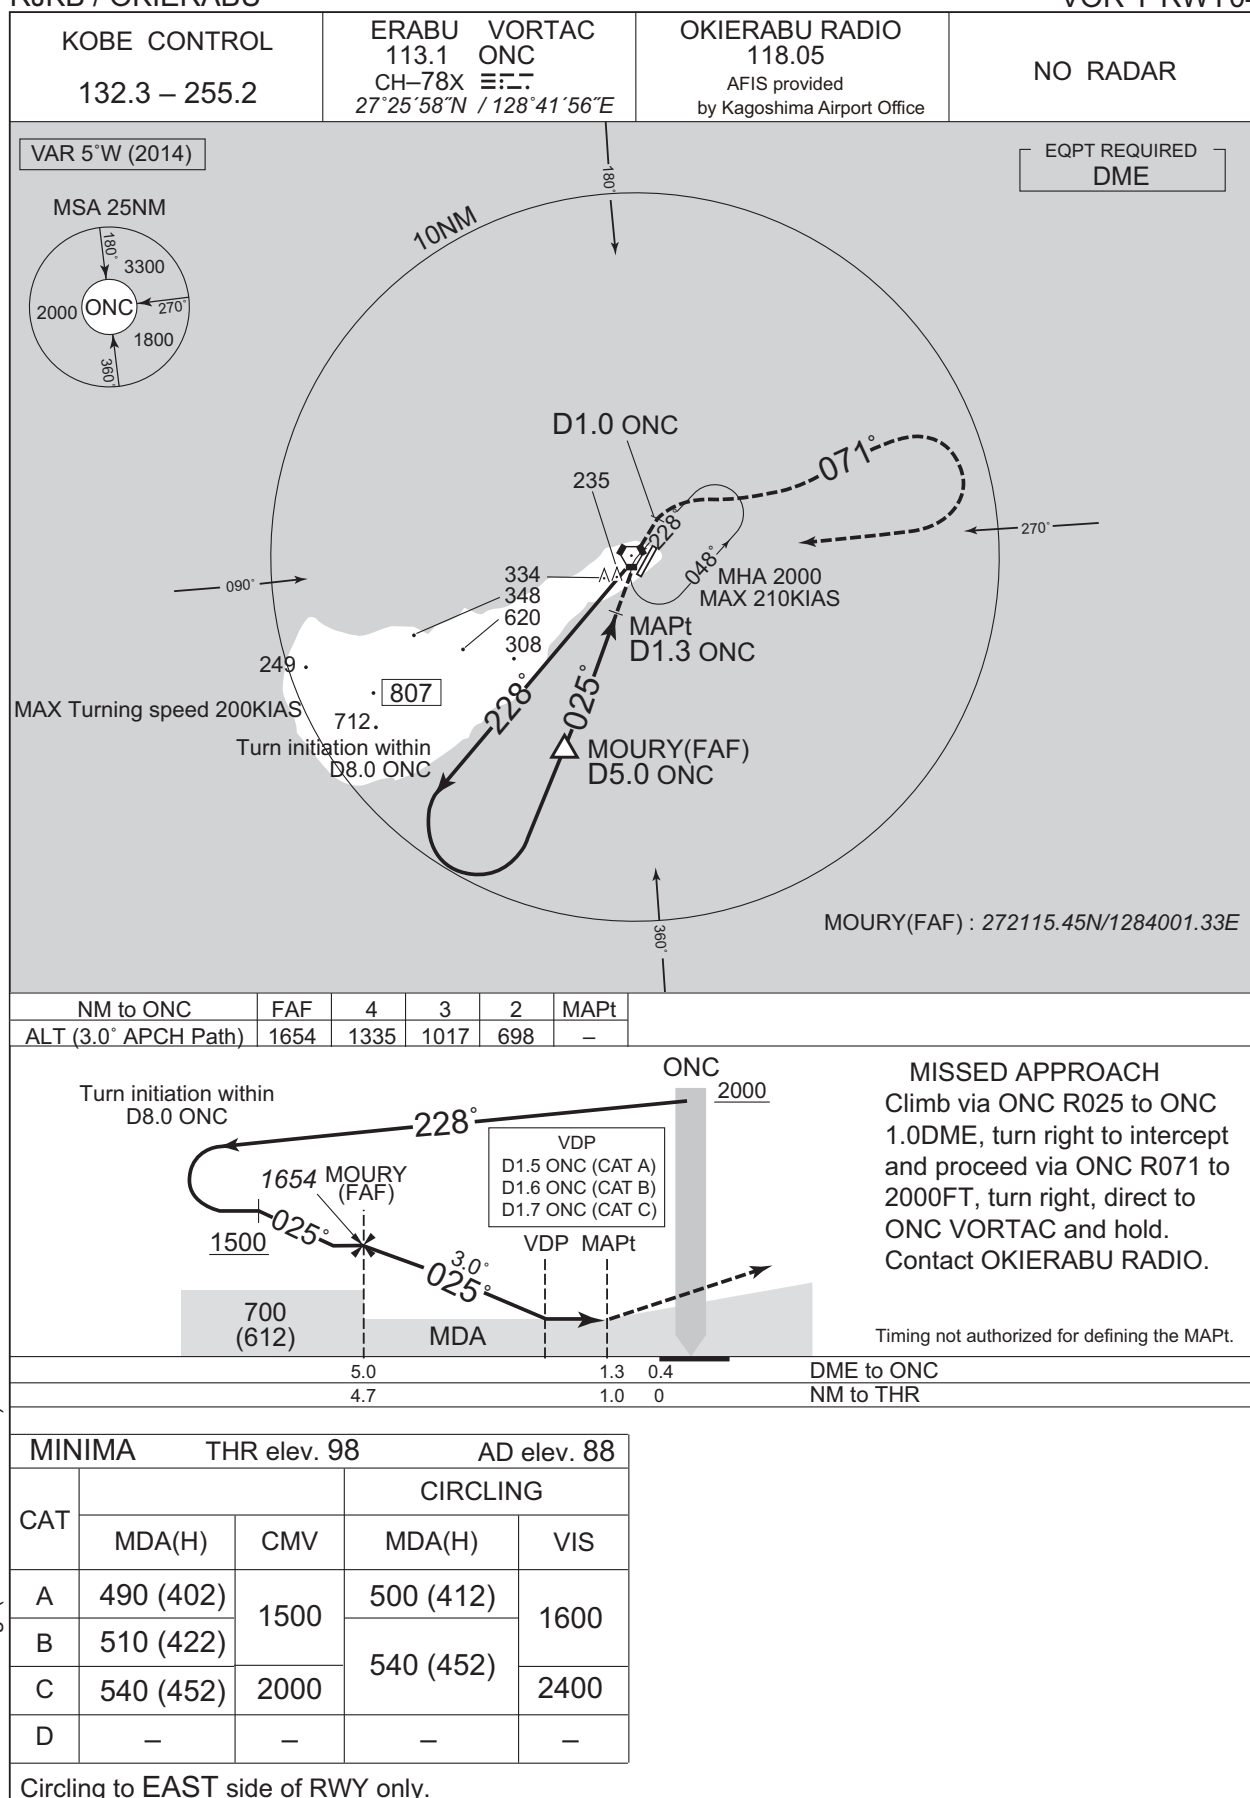 RJKB / OKIERABU
VOR Y RWY04
KOBE CONTROL
132.3 – 255.2
ERABU VORTAC
113.1 ONC
CH–78X
27˚25´58˝N / 128˚41´56˝E
OKIERABU RADIO
118.05
AFIS provided
by Kagoshima Airport Office
NO RADAR
VAR 5˚W (2014)
EQPT REQUIRED
DME
MSA 25NM
180˚
3300
2000
ONC
270˚
1800
360˚
180˚
10NM
D1.0 ONC
071˚
235
228˚
270˚
334
048˚
MHA 2000
MAX 210KIAS
090˚
348
620
MAPt
D1.3 ONC
308
249
807
025˚
228˚
MAX Turning speed 200KIAS
712
Turn initiation within
D8.0 ONC
MOURY(FAF)
D5.0 ONC
360˚
MOURY(FAF) : 272115.45N/1284001.33E
NM to ONC FAF 4 3 2 MAPt
ALT (3.0˚ APCH Path) 1654 1335 1017 698 –
Turn initiation within
D8.0 ONC
228˚
ONC
2000
VDP
D1.5 ONC (CAT A)
D1.6 ONC (CAT B)
D1.7 ONC (CAT C)
1654 MOURY
(FAF)
1500
025˚
VDP MAPt
3.0˚
025˚
700
(612)
MDA
MISSED APPROACH
Climb via ONC R025 to ONC
1.0DME, turn right to intercept
and proceed via ONC R071 to
2000FT, turn right, direct to
ONC VORTAC and hold.
Contact OKIERABU RADIO.
Timing not authorized for defining the MAPt.
5.0 1.3 0.4 DME to ONC
4.7 1.0 0 NM to THR
MINIMA THR elev. 98 AD elev. 88
CIRCLING
CAT
MDA(H) CMV MDA(H) VIS
A 490 (402) 1500 500 (412) 1600
B 510 (422) 540 (452)
C 540 (452) 2000 2400
D – – – –
Circling to EAST side of RWY only.